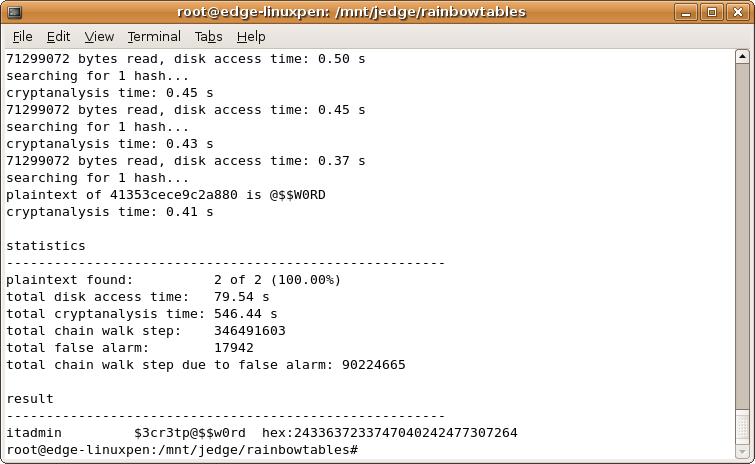 root@edge-linuxpen: /mnt/jedge/rainbowtables
File Edit View Terminal Tabs Help
71299072 bytes read, disk access time: 0.50 s
searching for 1 hash...
cryptanalysis time: 0.45 s
71299072 bytes read, disk access time: 0.45 s
searching for 1 hash...
cryptanalysis time: 0.43 s
71299072 bytes read, disk access time: 0.37 s
searching for 1 hash...
plaintext of 41353cece9c2a880 is @$$W0RD
cryptanalysis time: 0.41 s
statistics
-------------------------------------------------------
plaintext found: 2 of 2 (100.00%)
total disk access time: 79.54 s
total cryptanalysis time: 546.44 s
total chain walk step: 346491603
total false alarm: 17942
total chain walk step due to false alarm: 90224665
result
-------------------------------------------------------
itadmin $3cr3tp@$$w0rd hex:2433637233747040242477307264
root@edge-linuxpen:/mnt/jedge/rainbowtables#